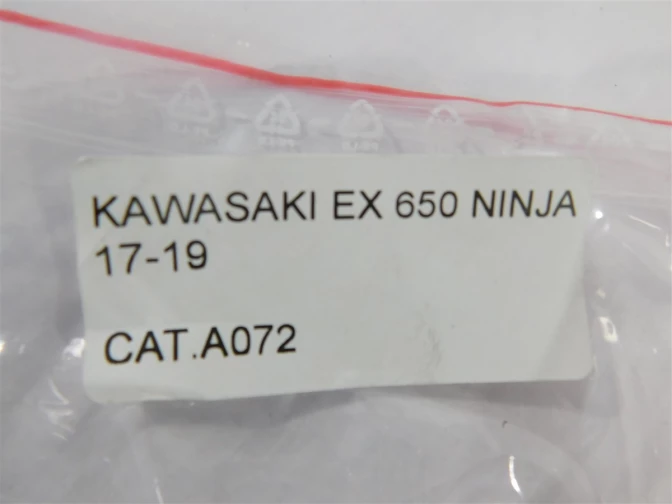 KAWASAKI EX 650 NINJA
17-19
CAT.A072